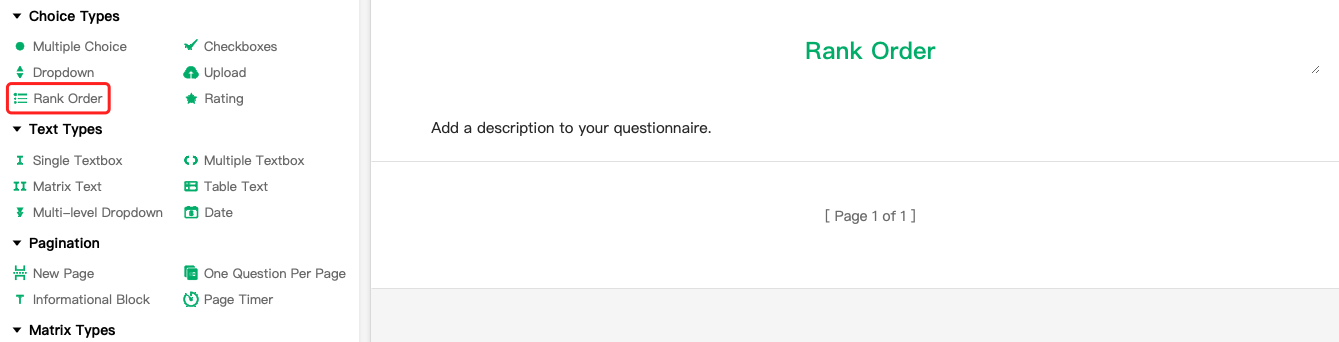 Choice Types
Multiple Choice
Checkboxes
Dropdown
Upload
Rank Order
Rating
Text Types
Single Textbox
Multiple Textbox
Matrix Text
Table Text
Multi-level Dropdown
Date
Pagination
New Page
One Question Per Page
Informational Block
Page Timer
Matrix Types
Rank Order
Add a description to your questionnaire.
[ Page 1 of 1 ]